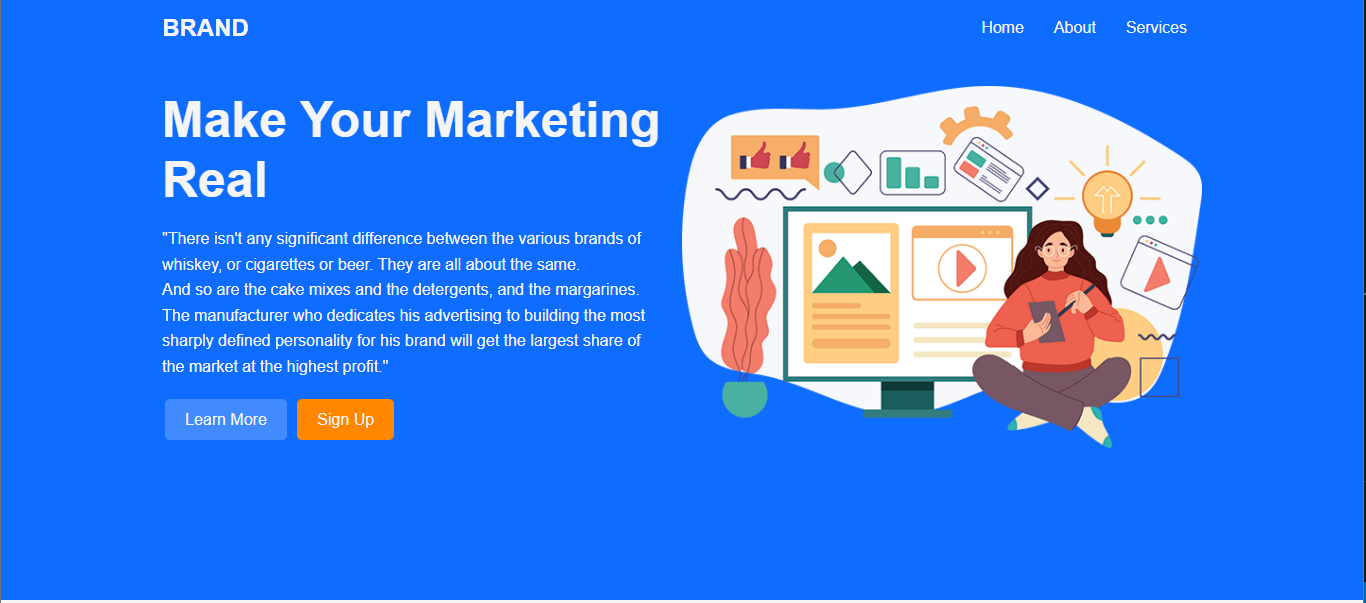 BRAND
Home About Services
Make Your Marketing
Real
"There isn't any significant difference between the various brands of
whiskey, or cigarettes or beer. They are all about the same.
And so are the cake mixes and the detergents, and the margarines.
The manufacturer who dedicates his advertising to building the most
sharply defined personality for his brand will get the largest share of
the market at the highest profit."
Learn More Sign Up